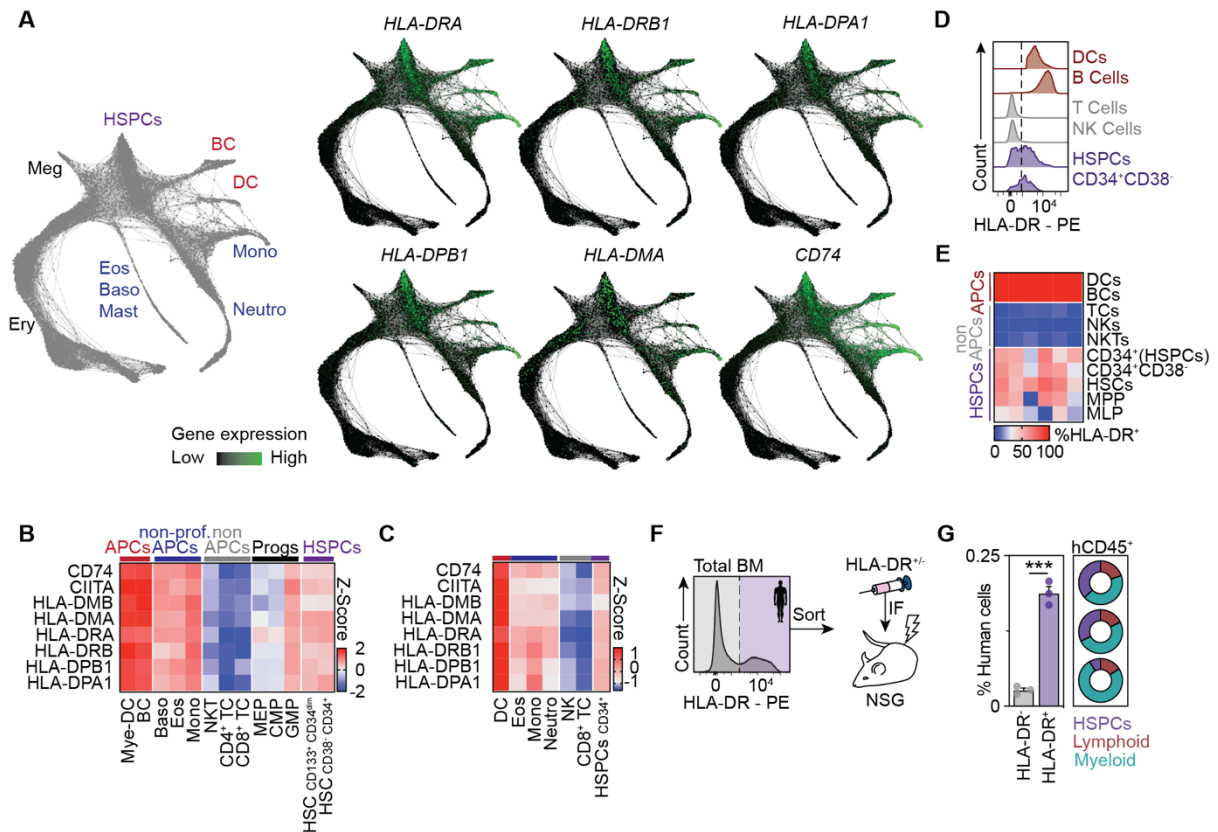 A
HSPCs
Meg
BC
DC
Mono
Eos
Baso
Mast
Neutro
Ery
Gene expression
Low
High
HLA-DRA
HLA-DRB1
HLA-DPA1
HLA-DPB1
HLA-DMA
CD74
D
DCs
B Cells
T Cells
NK Cells
HSPCs
CD34+CD38-
Count
0
10⁴
HLA-DR - PE
E
APCs
non
APCs
HSPCs
DCs
BCs
TCs
NKs
NKTs
CD34+(HSPCs)
CD34+CD38-
HSCs
MPP
MLP
%HLA-DR+
0
50
100
B
APCs
non-prof.
APCs
non
APCs
Progs
HSPCs
CD74
CIITA
HLA-DMB
HLA-DMA
HLA-DRA
HLA-DRB
HLA-DPB1
HLA-DPA1
Z-Score
2
0
-2
Mye-DC
BC
Baso
Eos
Mono
NKT
CD4+ TC
CD8+ TC
MEP
CMP
GMP
HSC CD133+ CD34dim
HSC CD38- CD34+
C
CD74
CIITA
HLA-DMB
HLA-DMA
HLA-DRA
HLA-DRB1
HLA-DPB1
HLA-DPA1
Z-Score
1
0
-1
DC
Eos
Mono
Neutro
NK
CD8+ TC
HSPCs CD34+
F
Total BM
Count
0
10⁴
HLA-DR - PE
Sort
HLA-DR+/-
IF
NSG
G
% Human cells
0.25
0
***
HLA-DR-
HLA-DR+
hCD45+
HSPCs
Lymphoid
Myeloid